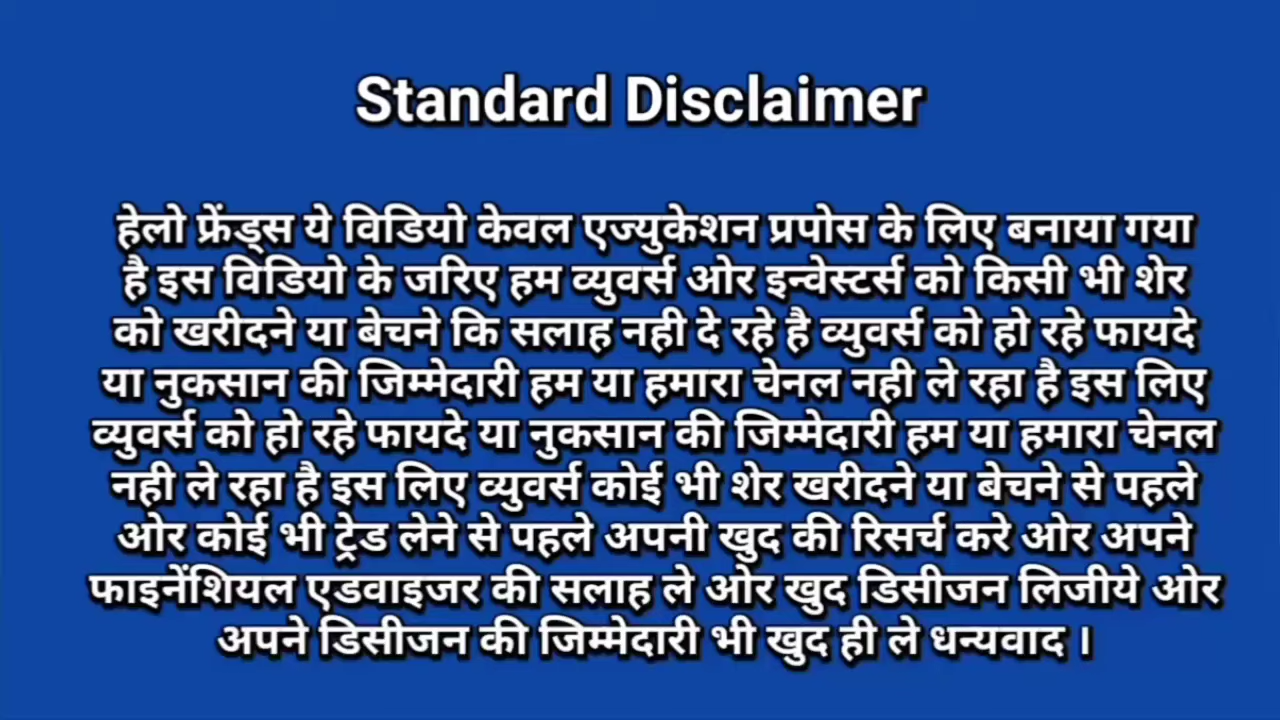 Standard Disclaimer
हेलो फ्रेंड्स ये विडियो केवल एज्युकेशन प्रपोस के लिए बनाया गया
है इस विडियो के जरिए हम व्युवर्स ओर इन्वेस्टर्स को किसी भी शेर
को खरीदने या बेचने कि सलाह नही दे रहे है व्युवर्स को हो रहे फायदे
या नुकसान की जिम्मेदारी हम या हमारा चेनल नही ले रहा है इस लिए
व्युवर्स को हो रहे फायदे या नुकसान की जिम्मेदारी हम या हमारा चेनल
नही ले रहा है इस लिए व्युवर्स कोई भी शेर खरीदने या बेचने से पहले
ओर कोई भी ट्रेड लेने से पहले अपनी खुद की रिसर्च करे ओर अपने
फाइनेंशियल एडवाइजर की सलाह ले ओर खुद डिसीजन लिजीये ओर
अपने डिसीजन की जिम्मेदारी भी खुद ही ले धन्यवाद ।